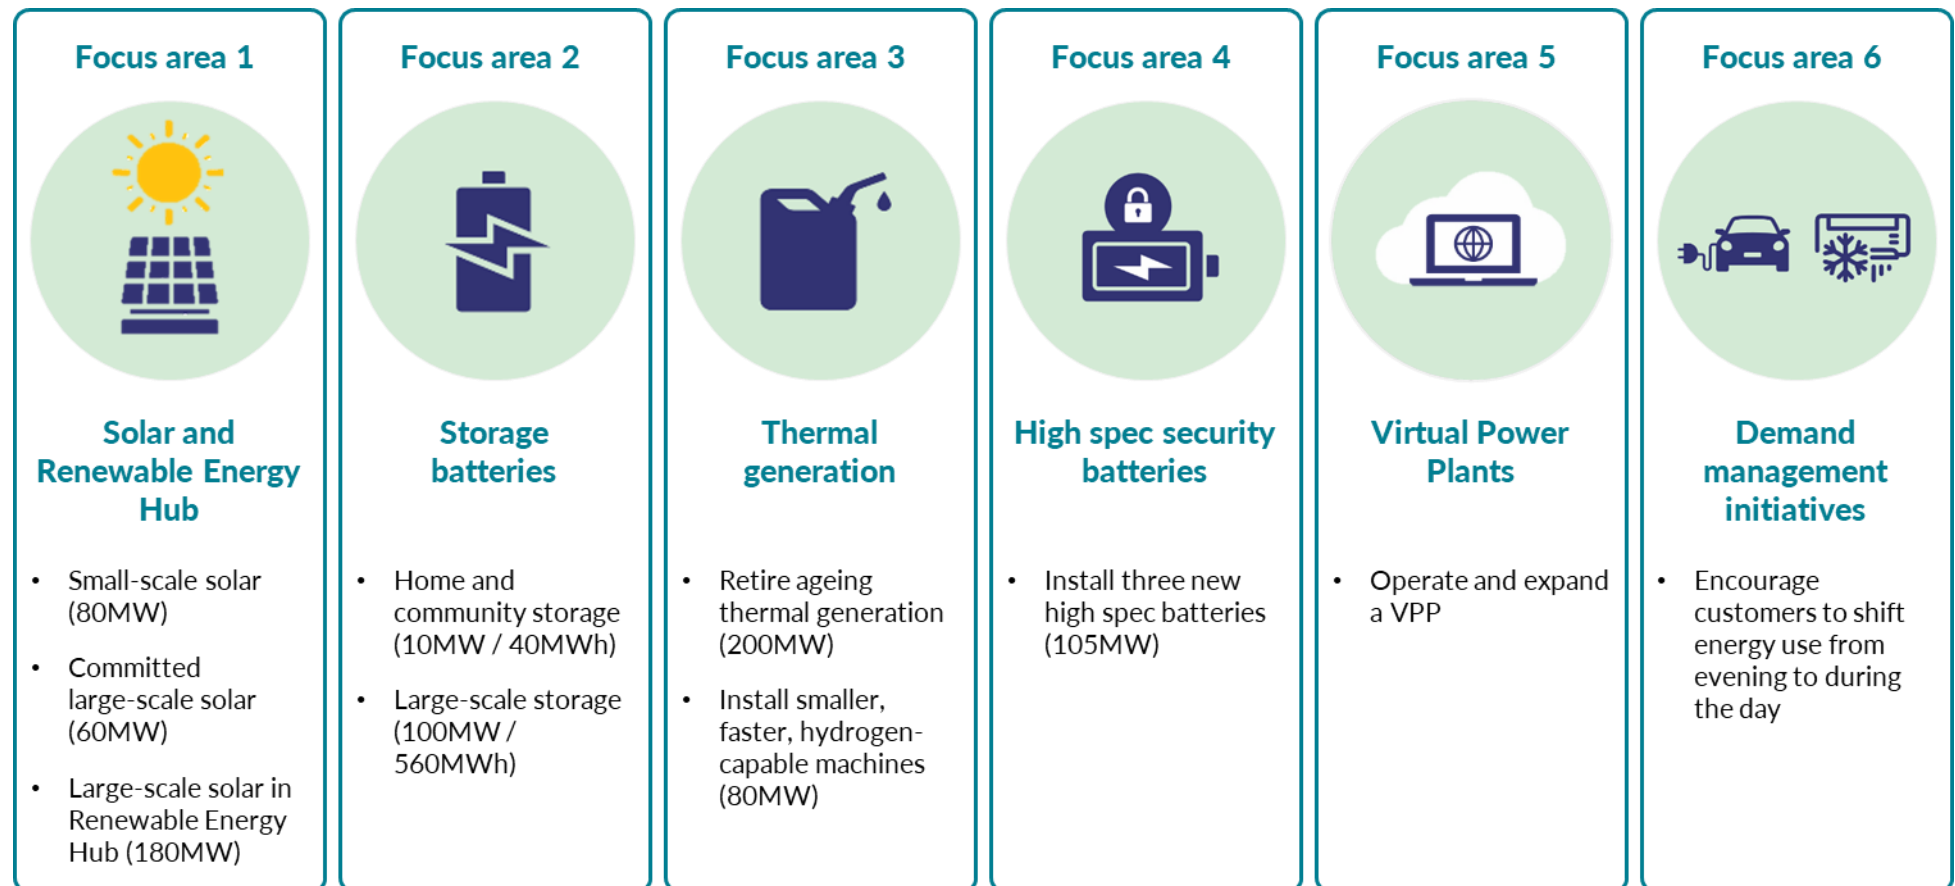 Focus area 1
Solar and
Renewable Energy
Hub
• Small-scale solar
(80MW)
• Committed
large-scale solar
(60MW)
• Large-scale solar in
Renewable Energy
Hub (180MW)
Focus area 2
Storage
batteries
• Home and
community storage
(10MW / 40MWh)
• Large-scale storage
(100MW /
560MWh)
Focus area 3
Thermal
generation
• Retire ageing
thermal generation
(200MW)
• Install smaller,
faster, hydrogen-
capable machines
(80MW)
Focus area 4
High spec security
batteries
• Install three new
high spec batteries
(105MW)
Focus area 5
Virtual Power
Plants
• Operate and expand
a VPP
Focus area 6
Demand
management
initiatives
• Encourage
customers to shift
energy use from
evening to during
the day